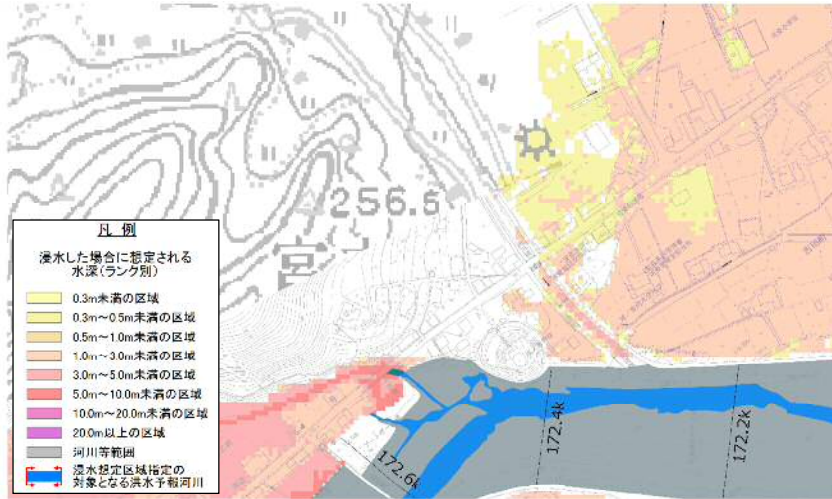 256.6
宮
凡 例
浸水した場合に想定される
水深(ランク別)
0.3m未満の区域
0.3m~0.5m未満の区域
0.5m~1.0m未満の区域
1.0m~3.0m未満の区域
3.0m~5.0m未満の区域
5.0m~10.0m未満の区域
10.0m~20.0m未満の区域
20.0m以上の区域
河川等範囲
浸水想定区域指定の
対象となる洪水予報河川
172.6k
172.4k
172.2k